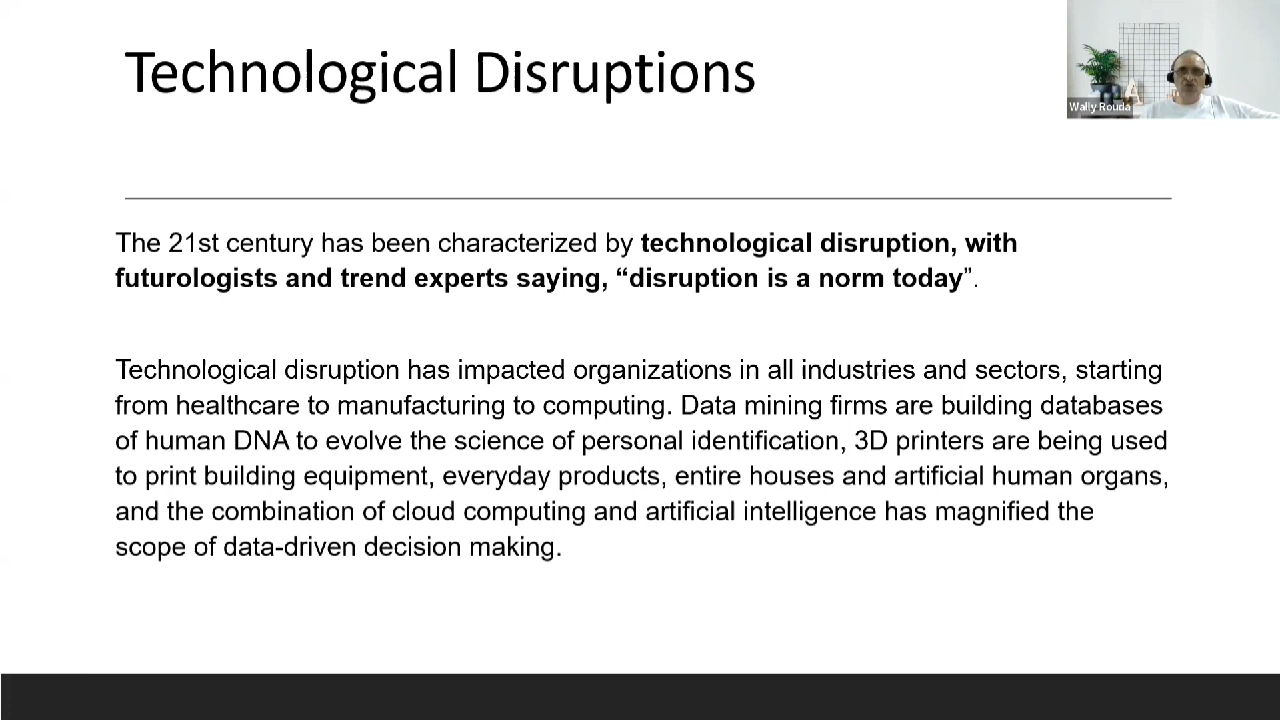 Technological Disruptions
Wally Rouda
The 21st century has been characterized by technological disruption, with
futurologists and trend experts saying, “disruption is a norm today”.
Technological disruption has impacted organizations in all industries and sectors, starting
from healthcare to manufacturing to computing. Data mining firms are building databases
of human DNA to evolve the science of personal identification, 3D printers are being used
to print building equipment, everyday products, entire houses and artificial human organs,
and the combination of cloud computing and artificial intelligence has magnified the
scope of data-driven decision making.